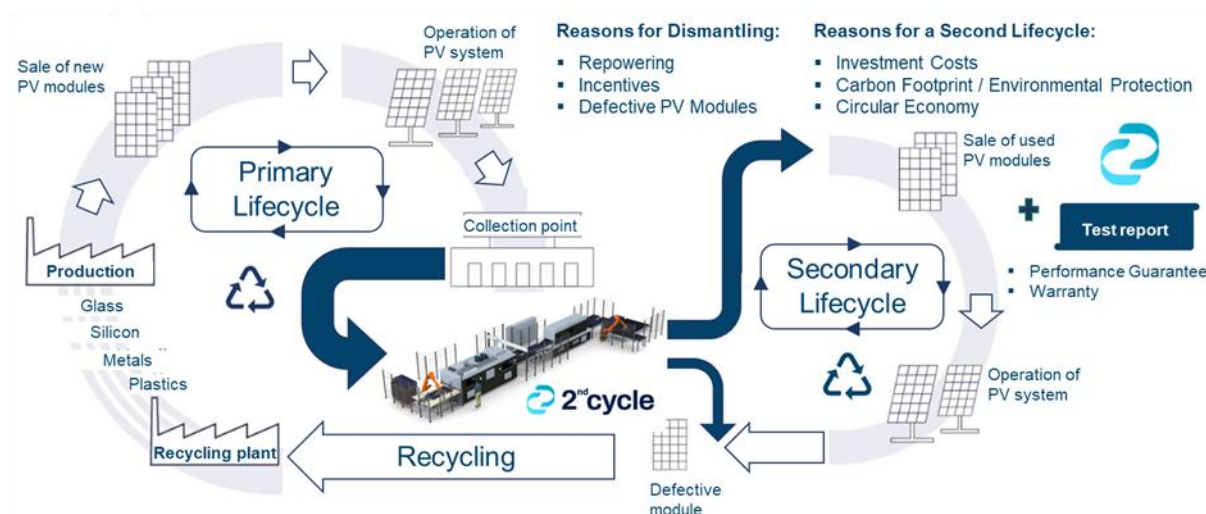 Sale of new
PV modules
Operation of
PV system
Reasons for Dismantling:
▪ Repowering
▪ Incentives
▪ Defective PV Modules
Reasons for a Second Lifecycle:
▪ Investment Costs
▪ Carbon Footprint / Environmental Protection
▪ Circular Economy
Primary
Lifecycle
Collection point
Production
Glass
Silicon
Metals
Plastics
Recycling plant
Recycling
2nd cycle
Defective
module
Sale of used
PV modules
+
Test report
▪ Performance Guarantee
▪ Warranty
Secondary
Lifecycle
Operation of
PV system